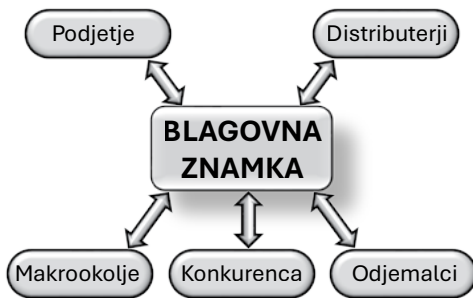 Podjetje
Distributerji
BLAGOVNA
ZNAMKA
Makrookolje
Konkurenca
Odjemalci